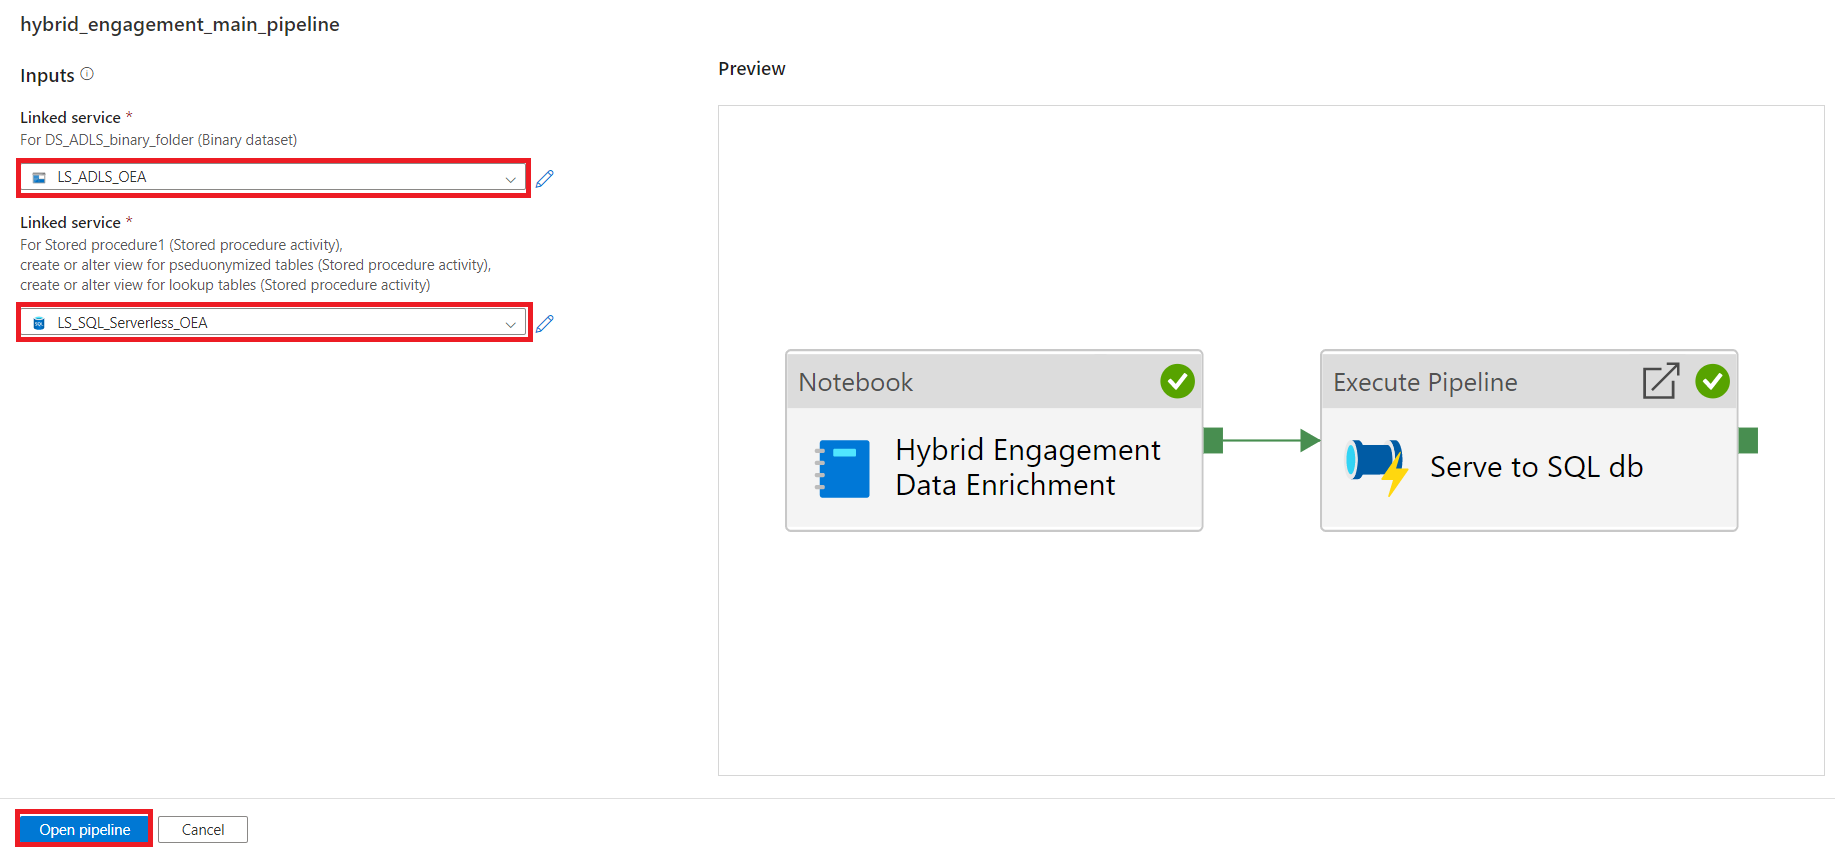 hybrid_engagement_main_pipeline
Inputs
Linked service *
For DS_ADLS_binary_folder (Binary dataset)
LS_ADLS_OEA
Linked service *
For Stored procedure1 (Stored procedure activity),
create or alter view for pseduonymized tables (Stored procedure activity),
create or alter view for lookup tables (Stored procedure activity)
SQL
LS_SQL_Serverless_OEA
Preview
Notebook
Hybrid Engagement
Data Enrichment
Execute Pipeline
Serve to SQL db
Open pipeline
Cancel